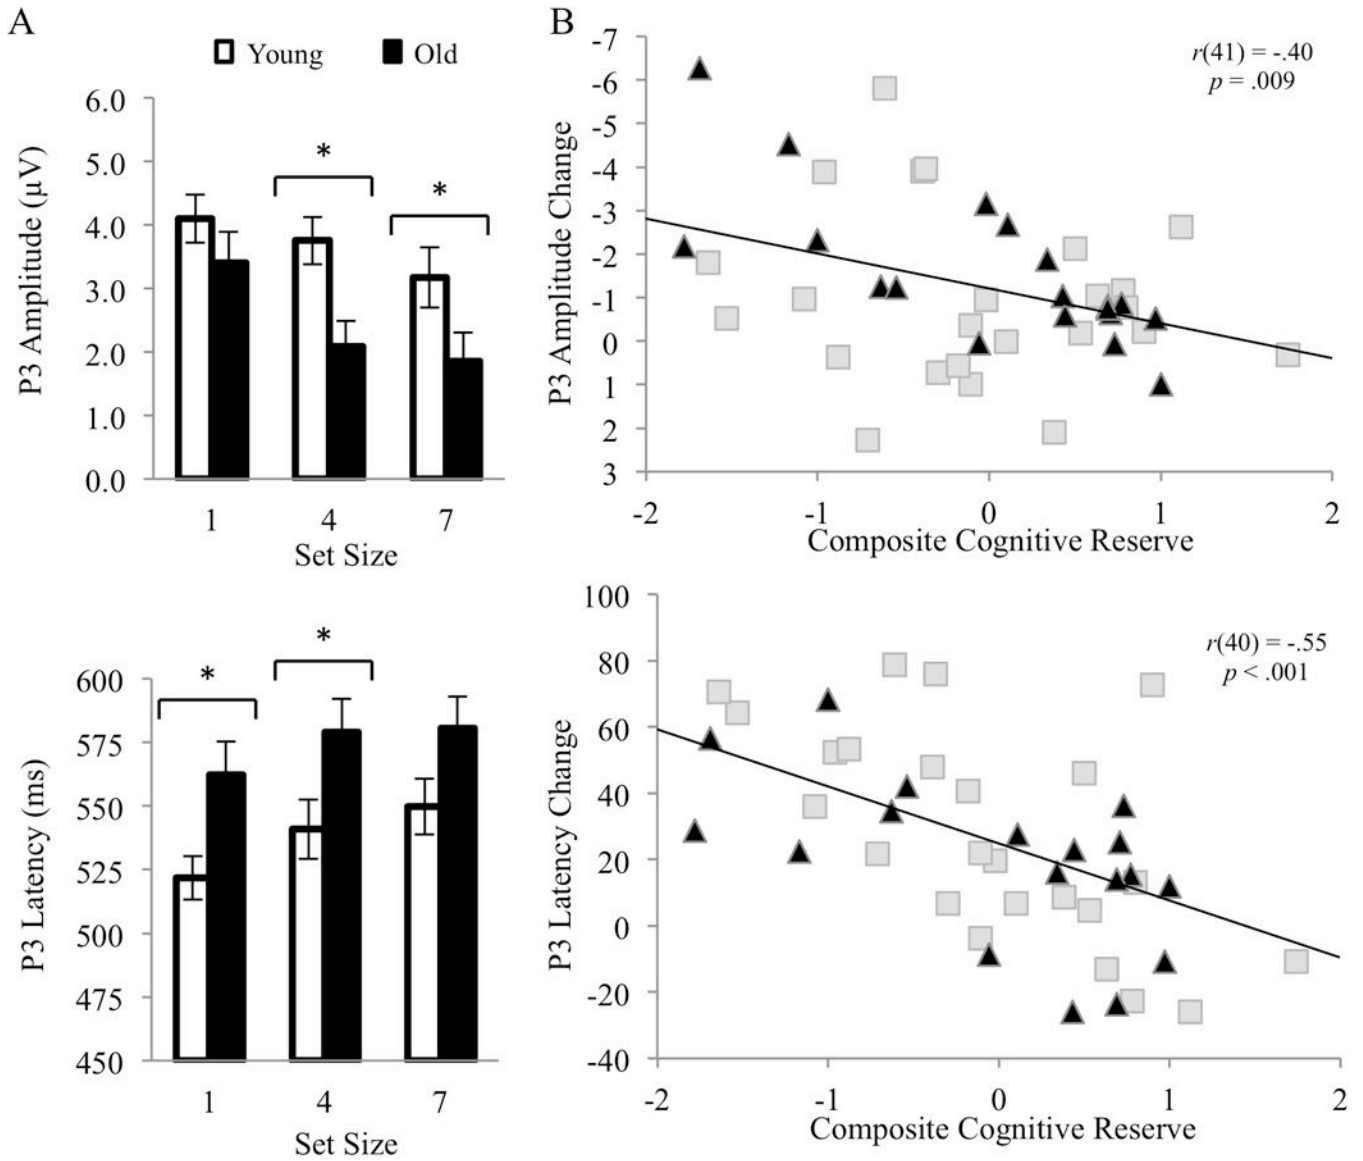 A
Young
Old
P3 Amplitude (µV)
6.0
5.0
4.0
3.0
2.0
1.0
0.0
*
*
1 4 7
Set Size
B
r(41) = -.40
p = .009
P3 Amplitude Change
-7
-6
-5
-4
-3
-2
-1
0
1
2
3
-2 -1 0 1 2
Composite Cognitive Reserve
P3 Latency (ms)
600
575
550
525
500
475
450
*
*
1 4 7
Set Size
r(40) = -.55
p < .001
P3 Latency Change
100
80
60
40
20
0
-20
-40
-2 -1 0 1 2
Composite Cognitive Reserve